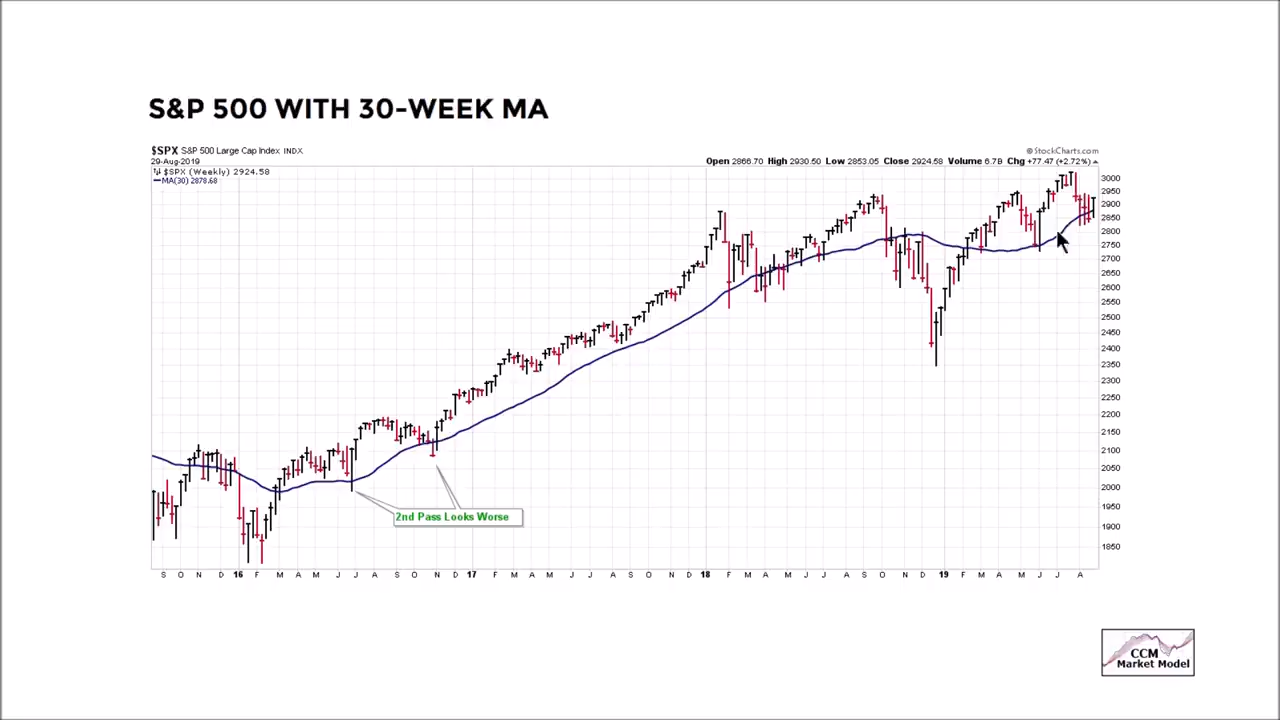 S&P 500 WITH 30-WEEK MA
$SPX S&P 500 Large Cap Index INDX
© StockCharts.com
29-Aug-2019
Open 2866.70 High 2930.50 Low 2853.05 Close 2924.58 Volume 6.7B Chg +77.47 (+2.72%)
$SPX (Weekly) 2924.58
MA(30) 2878.68
3000
2950
2900
2850
2800
2750
2700
2650
2600
2550
2500
2450
2400
2350
2300
2250
2200
2150
2100
2050
2000
1950
1900
1850
2nd Pass Looks Worse
S O N D 16 F M A M J J A S O N D 17 F M A M J J A S O N D 18 F M A M J J A S O N D 19 F M A M J J A
CCM
Market Model